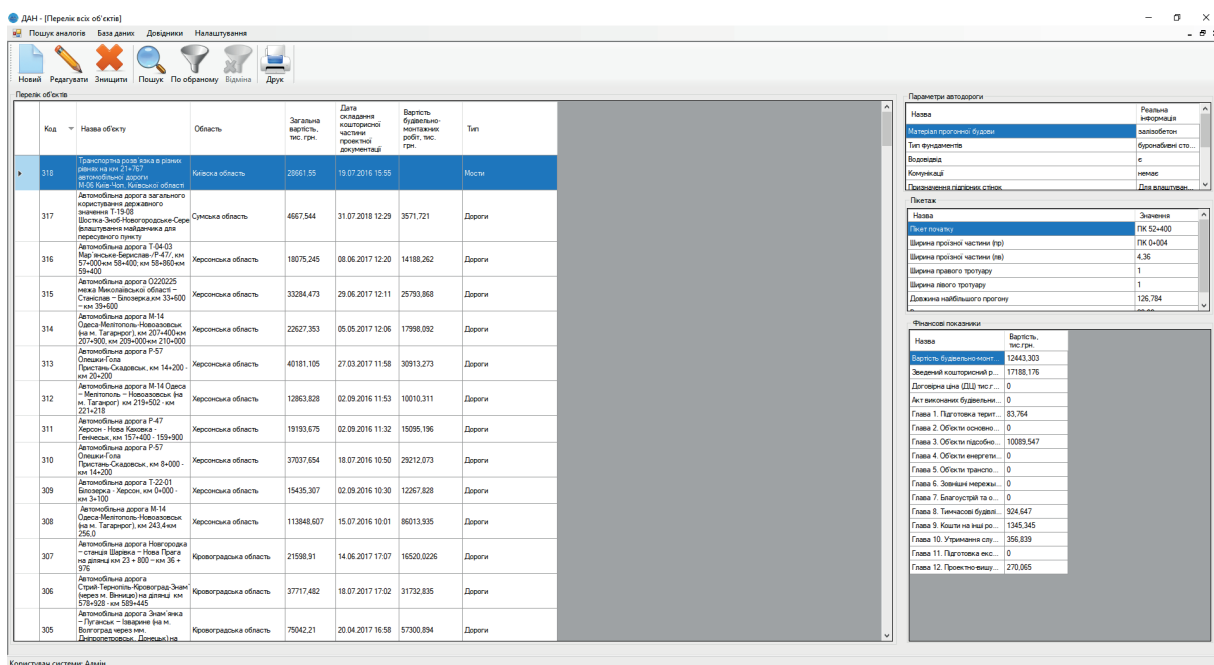 ДАН - [Перелік всіх об'єктів]
Пошук аналогів База даних Довідники Налаштування
Новий Редагувати Знищити Пошук По обраному Відміна Друк
Перелік об'єктів
Код Назва об'єкту Область Загальна вартість, тис. грн. Дата складання кошторисної частини проектної документації Вартість будівельно-монтажних робіт, тис. грн. Тип
318 Транспортна розв`язка в різних рівнях на км 21+767 автомобільної дороги М-06 Київ-Чоп, Київської області Київска область 28661,55 19.07.2016 15:55 Мости
317 Автомобільна дорога загального користування державного значення Т-19-08 Шостка-Зноб-Новогородське-Сере (влаштування майданчика для пересувного пункту Сумська область 4667,544 31.07.2018 12:29 3571,721 Дороги
316 Автомобільна дорога Т-04-03 Мар`янське-Берислав-/Р-47/, км 57+000-км 58+400; км 58+860-км 59+400 Херсонська область 18075,245 08.06.2017 12:20 14188,262 Дороги
315 Автомобільна дорога О220225 межа Миколаївської області – Станіслав – Білозерка,км 33+600 – км 39+600 Херсонська область 33284,473 29.06.2017 12:11 25793,868 Дороги
314 Автомобільна дорога М-14 Одеса-Мелітополь-Новоазовськ (на м. Тагарнрог), км 207+400-км 207+900, км 209+000-км 210+000 Херсонська область 22627,353 05.05.2017 12:06 17998,092 Дороги
313 Автомобільна дорога Р-57 Олешки-Гола Пристань-Скадовськ, км 14+200 - км 20+200 Херсонська область 40181,105 27.03.2017 11:58 30913,273 Дороги
312 Автомобільна дорога М-14 Одеса – Мелітополь – Новоазовськ (на м. Таганрог) км 219+502 - км 221+218 Херсонська область 12863,828 02.09.2016 11:53 10010,311 Дороги
311 Автомобільна дорога Р-47 Херсон - Нова Каховка - Генічеськ, км 157+400 - 159+900 Херсонська область 19193,675 02.09.2016 11:32 15095,196 Дороги
310 Автомобільна дорога Р-57 Олешки-Гола Пристань-Скадовськ, км 8+000 - км 14+200 Херсонська область 37037,654 18.07.2016 10:50 29212,073 Дороги
309 Автомобільна дорога Т-22-01 Білозерка - Херсон, км 0+000 - км 3+100 Херсонська область 15435,307 02.09.2016 10:30 12267,828 Дороги
308 Автомобільна дорога М-14 Одеса-Мелітополь-Новоазовськ (на м. Тагарнрог), км 243,4-км 256,0 Херсонська область 113848,607 15.07.2016 10:01 86013,935 Дороги
307 Автомобільна дорога Новгородка – станція Шарівка – Нова Прага на ділянці км 23 + 800 – км 36 + 976 Кіровоградська область 21598,91 14.06.2017 17:07 16520,0226 Дороги
306 Автомобільна дорога Стрий-Тернопіль-Кіровоград-Знам` (через м. Вінницю) на ділянці км 578+928 - км 589+445 Кіровоградська область 37717,482 18.07.2017 17:02 31732,835 Дороги
305 Автомобільна дорога Знам`янка – Луганськ – Ізварине (на м. Волгоград через мм. Дніпропетровськ, Донецьк) на Кіровоградська область 75042,21 20.04.2017 16:58 57300,894 Дороги
Параметри автодороги
Назва Реальна інформація
Матеріал прогонної будови залізобетон
Тип фундаментів буронабивні сто...
Водовідвід є
Комунікації немає
Призначення підпірних стінок Для влаштуван...
Пікетаж
Назва Значення
Пікет початку ПК 52+400
Ширина проїзної частини (пр) ПК 0+004
Ширина проїзної частини (лв) 4,36
Ширина правого тротуару 1
Ширина лівого тротуару 1
Довжина найбільшого прогону 126,784
Фінансові показники
Назва Вартість, тис.грн.
Вартість будівельно-монт... 12443,303
Зведений кошторисний р... 17188,176
Договірна ціна (ДЦ) тис.г... 0
Акт виконаних будівельни... 0
Глава 1. Підготовка терит... 83,764
Глава 2. Об'єкти основно... 0
Глава 3. Об'єкти підсобно... 10089,547
Глава 4. Об'єкти енергети... 0
Глава 5. Об'єкти транспо... 0
Глава 6. Зовнішні мережы... 0
Глава 7. Благоустрій та о... 0
Глава 8. Тимчасові будівлі... 924,647
Глава 9. Кошти на інші ро... 1345,345
Глава 10. Утримання слу... 356,839
Глава 11. Підготовка екс... 0
Глава 12. Проектно-вишу... 270,065
Користувач системи: Адмін